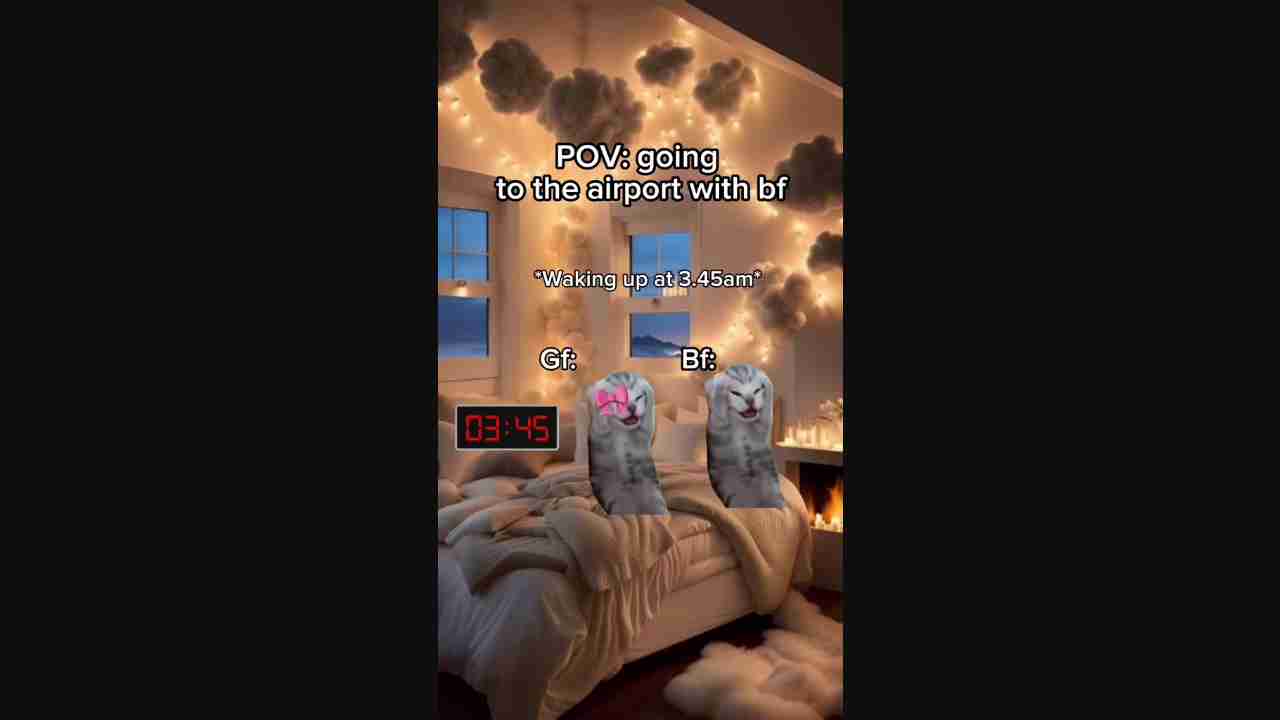 POV: going
to the airport with bf
*Waking up at 3.45am*
Gf:
Bf:
03:45